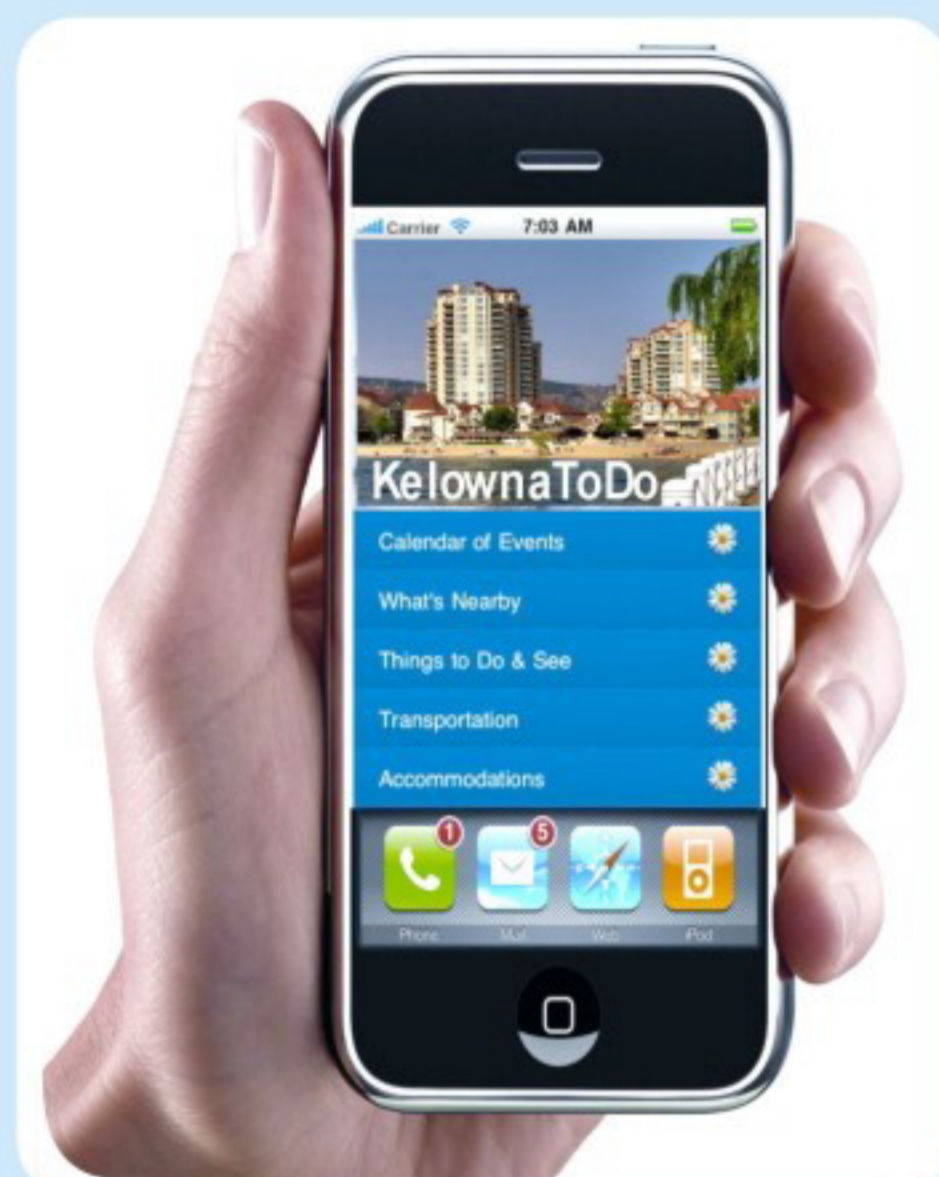 Carrier 7:03 AM
KelownaToDo
Calendar of Events
What's Nearby
Things to Do & See
Transportation
Accommodations
1 5
Phone Mail Web iPod